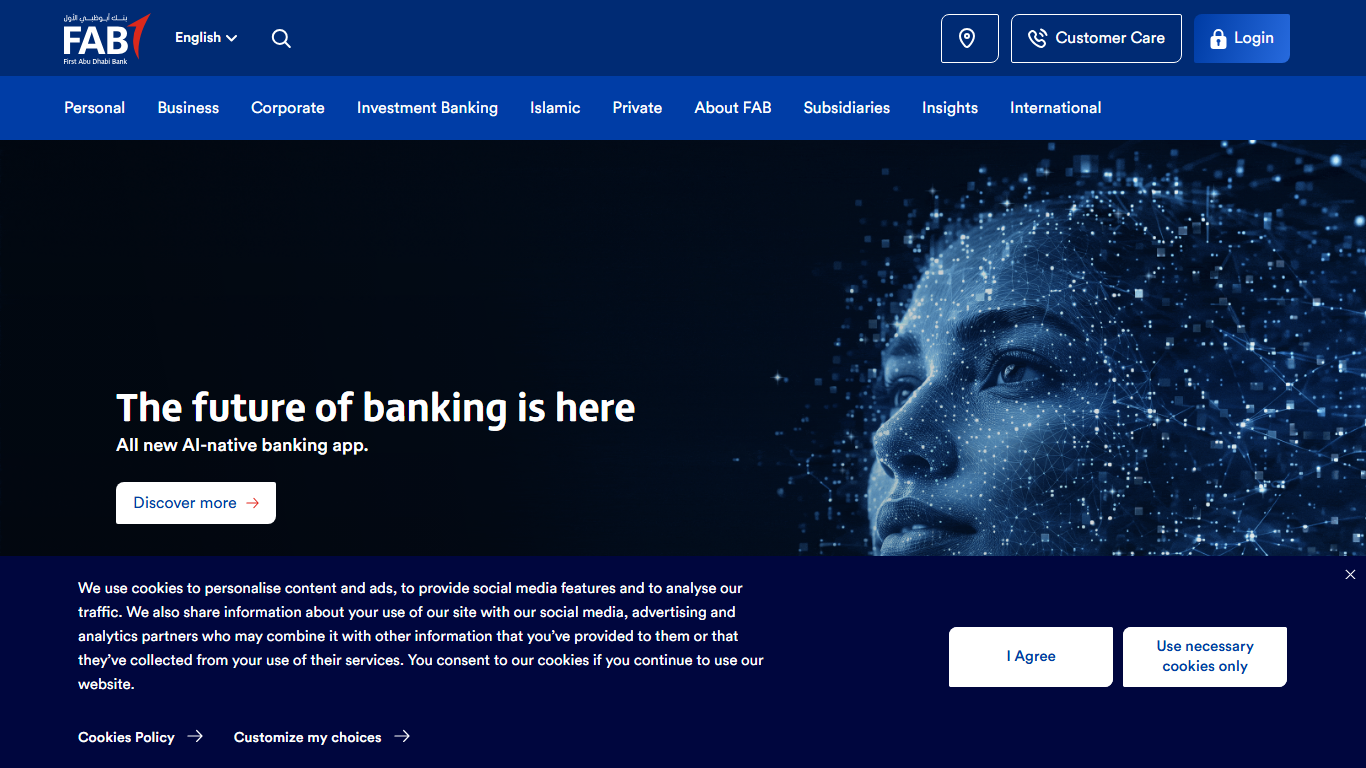 بنك أبوظبي الأول
FAB
First Abu Dhabi Bank
English
Customer Care
Login
Personal
Business
Corporate
Investment Banking
Islamic
Private
About FAB
Subsidiaries
Insights
International
The future of banking is here
All new AI-native banking app.
Discover more
We use cookies to personalise content and ads, to provide social media features and to analyse our
traffic. We also share information about your use of our site with our social media, advertising and
analytics partners who may combine it with other information that you’ve provided to them or that
they’ve collected from your use of their services. You consent to our cookies if you continue to use our
website.
I Agree
Use necessary
cookies only
Cookies Policy
Customize my choices